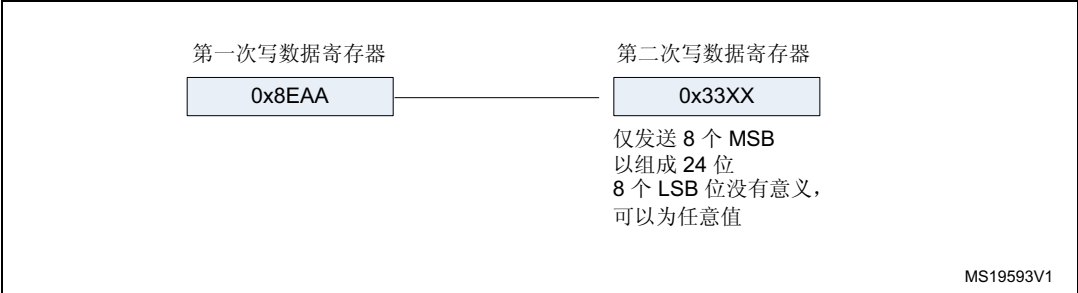 第一次写数据寄存器
第二次写数据寄存器
0x8EAA
0x33XX
仅发送 8 个 MSB
以组成 24 位
8 个 LSB 位没有意义，
可以为任意值
MS19593V1